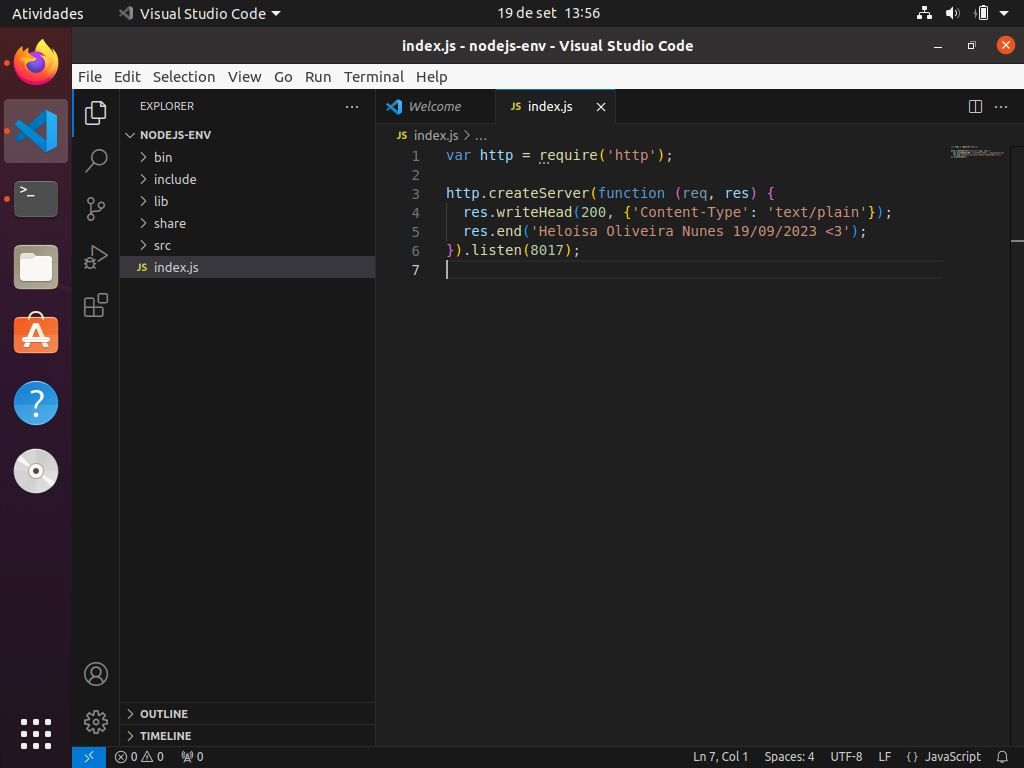 Atividades Visual Studio Code 19 de set 13:56
index.js - nodejs-env - Visual Studio Code
File Edit Selection View Go Run Terminal Help
EXPLORER ...
NODEJS-ENV
bin
include
lib
share
src
JS index.js
OUTLINE
TIMELINE
Welcome JS index.js
JS index.js > ...
1 var http = require('http');
2
3 http.createServer(function (req, res) {
4 res.writeHead(200, {'Content-Type': 'text/plain'});
5 res.end('Heloisa Oliveira Nunes 19/09/2023 <3');
6 }).listen(8017);
7
0 0 0 Ln 7, Col 1 Spaces: 4 UTF-8 LF {} JavaScript